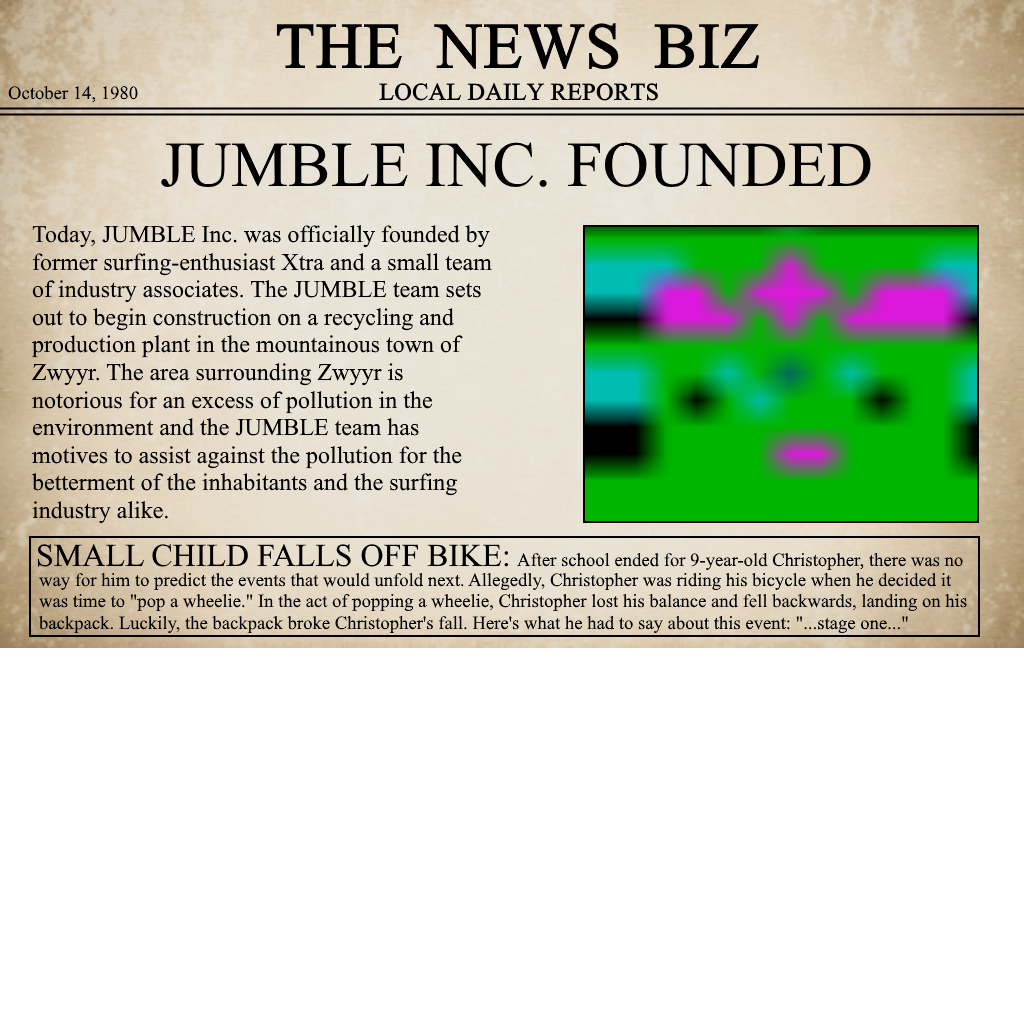 THE NEWS BIZ
October 14, 1980
LOCAL DAILY REPORTS
JUMBLE INC. FOUNDED
Today, JUMBLE Inc. was officially founded by
former surfing-enthusiast Xtra and a small team
of industry associates. The JUMBLE team sets
out to begin construction on a recycling and
production plant in the mountainous town of
Zwyyr. The area surrounding Zwyyr is
notorious for an excess of pollution in the
environment and the JUMBLE team has
motives to assist against the pollution for the
betterment of the inhabitants and the surfing
industry alike.
SMALL CHILD FALLS OFF BIKE: After school ended for 9-year-old Christopher, there was no
way for him to predict the events that would unfold next. Allegedly, Christopher was riding his bicycle when he decided it
was time to "pop a wheelie." In the act of popping a wheelie, Christopher lost his balance and fell backwards, landing on his
backpack. Luckily, the backpack broke Christopher's fall. Here's what he had to say about this event: "...stage one..."